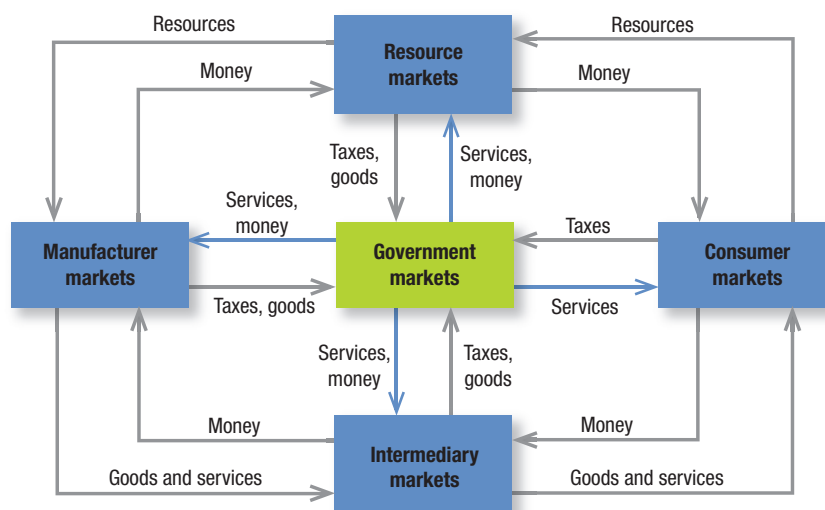 Resources
Resource
markets
Resources
Money
Money
Taxes,
goods
Services,
money
Services,
money
Manufacturer
markets
Government
markets
Taxes
Consumer
markets
Taxes, goods
Services
Services,
money
Taxes,
goods
Money
Money
Intermediary
markets
Goods and services
Goods and services